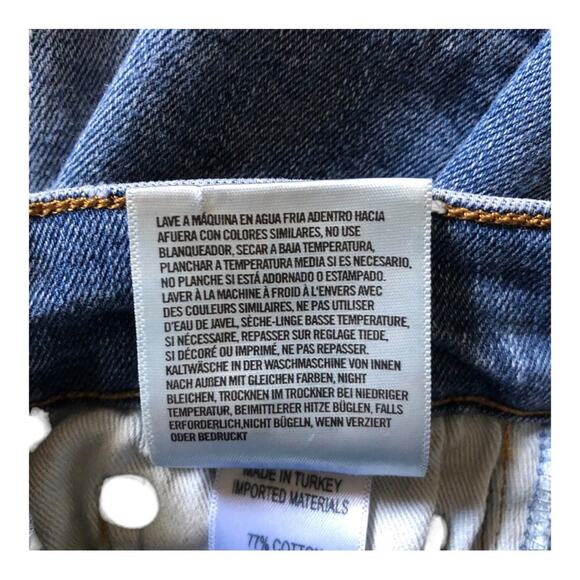 LAVE A MÁQUINA EN AGUA FRIA ADENTRO HACIA
AFUERA CON COLORES SIMILARES, NO USE
BLANQUEADOR, SECAR A BAJA TEMPERATURA,
PLANCHAR A TEMPERATURA MEDIA SI ES NECESARIO,
NO PLANCHE SI ESTÁ ADORNADO O ESTAMPADO.
LAVER À LA MACHINE À FROID À L'ENVERS AVEC
DES COULEURS SIMILAIRES, NE PAS UTILISER
D'EAU DE JAVEL, SÈCHE-LINGE BASSE TEMPERATURE,
SI NÉCESSAIRE, REPASSER SUR REGLAGE TIEDE,
SI DÉCORÉ OU IMPRIMÉ, NE PAS REPASSER.
KALTWÄSCHE IN DER WASCHMASCHINE VON INNEN
NACH AUßEN MIT GLEICHEN FARBEN, NIGHT
BLEICHEN, TROCKNEN IM TROCKNER BEI NIEDRIGER
TEMPERATUR, BEIMITTLERER HITZE BÜGLEN, FALLS
ERFORDERLICH,NICHT BÜGELN, WENN VERZIERT
ODER BEDRUCKT
MADE IN TURKEY
IMPORTED MATERIALS
77% COTTON